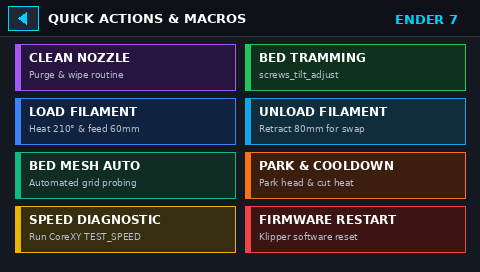 QUICK ACTIONS & MACROS
ENDER 7
CLEAN NOZZLE
Purge & wipe routine
BED TRAMMING
screws_tilt_adjust
LOAD FILAMENT
Heat 210° & feed 60mm
UNLOAD FILAMENT
Retract 80mm for swap
BED MESH AUTO
Automated grid probing
PARK & COOLDOWN
Park head & cut heat
SPEED DIAGNOSTIC
Run CoreXY TEST_SPEED
FIRMWARE RESTART
Klipper software reset